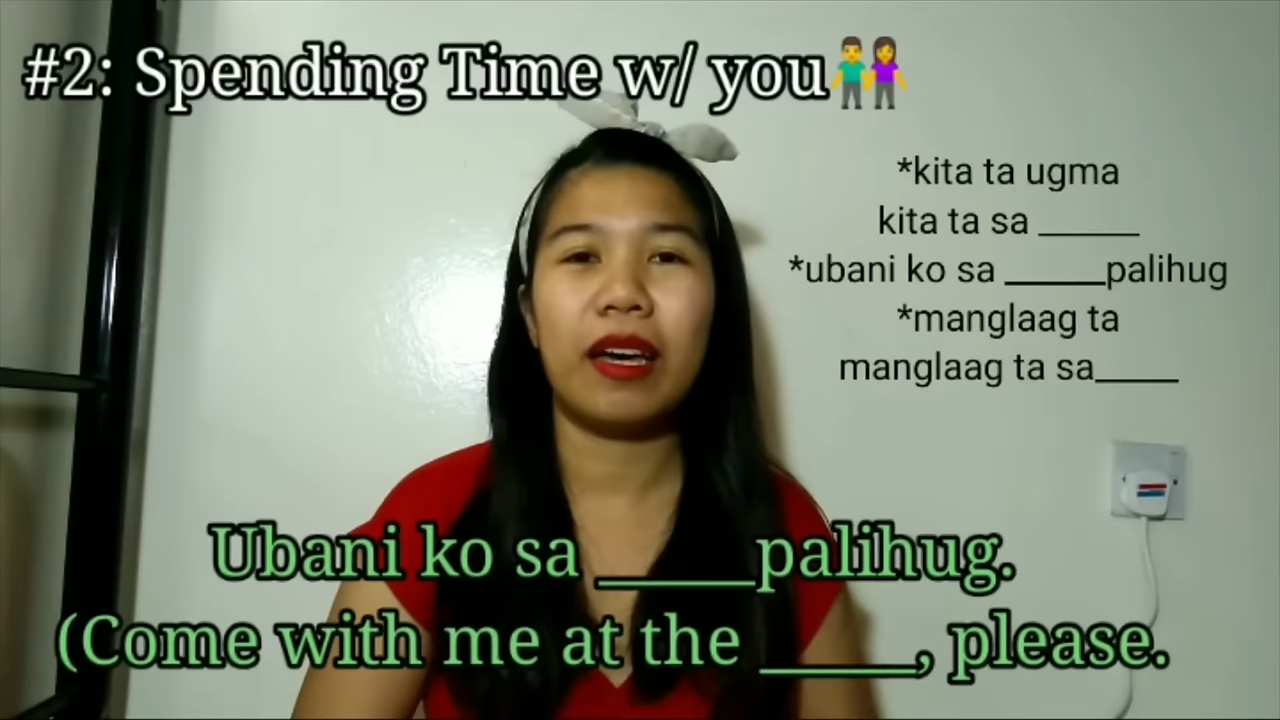 #2: Spending Time w/ you👫
*kita ta ugma
kita ta sa ______
*ubani ko sa ______palihug
*manglaag ta
manglaag ta sa_____
Ubani ko sa _____palihug.
(Come with me at the _____, please.